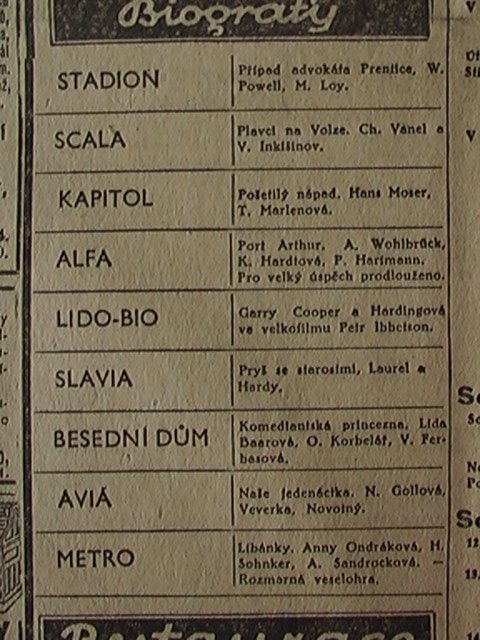 Biografy
STADION
Případ advokáta Prentice, W.
Powell, M. Loy.
SCALA
Plavci na Volze. Ch. Vanel a
V. Inkišinov.
KAPITOL
Pošetilý nápad. Hans Moser,
T. Marlenová.
ALFA
Port Arthur. A. Wohlbrück,
K. Hardtová, P. Hartmann.
Pro velký úspěch prodlouženo.
LIDO-BIO
Garry Cooper a Hardingová
ve velkofilmu Petr Ibbetson.
SLAVIA
Pryč se starostmi, Laurel a
Hardy.
BESEDNÍ DŮM
Komediantská princezna. Lída
Baarová, O. Korbelář, V. Fer-
basová.
AVIA
Naše jedenáctka. N. Gollová,
Veverka, Novotný.
METRO
Líbánky. Anny Ondráková, H.
Sohnker, A. Sandrocková. —
Rozmarná veselohra.